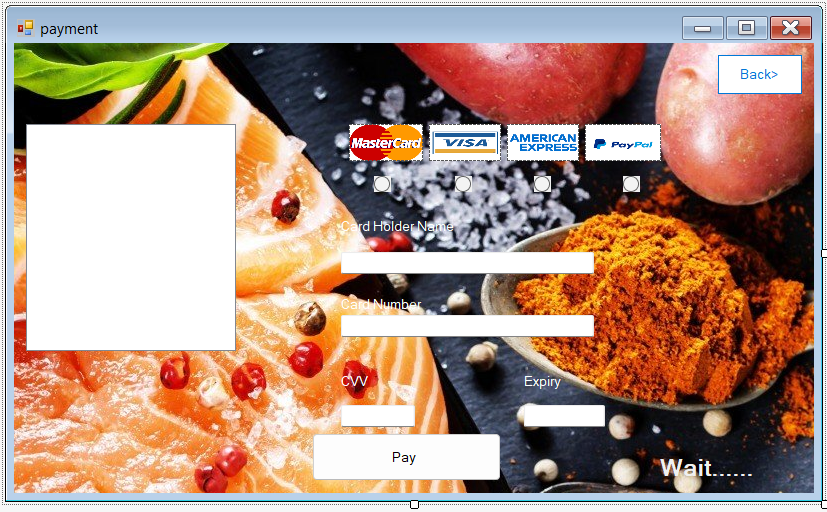 payment
Back>
MasterCard
VISA
AMERICAN
EXPRESS
PayPal
Card Holder Name
Card Number
CVV
Expiry
Pay
Wait......